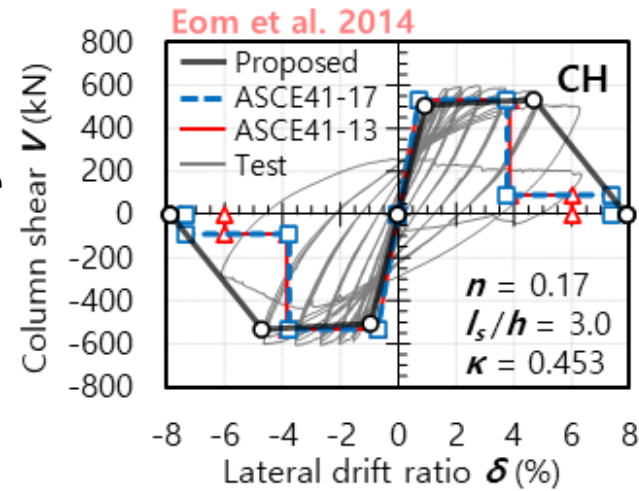 Eom et al. 2014
Column shear V (kN)
800
600
400
200
0
-200
-400
-600
-800
Proposed
ASCE41-17
ASCE41-13
Test
CH
n = 0.17
ls/h = 3.0
κ = 0.453
-8 -6 -4 -2 0 2 4 6 8
Lateral drift ratio δ (%)